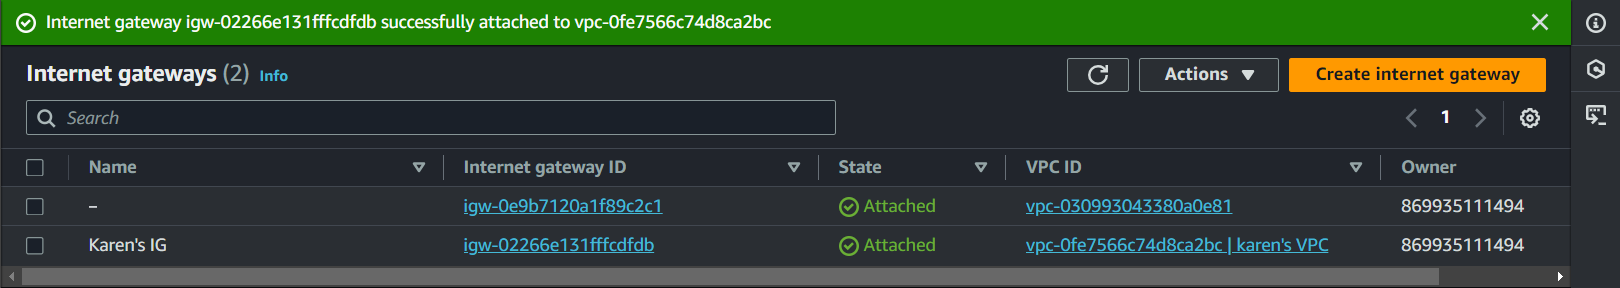 Internet gateway igw-02266e131fffcdfdb successfully attached to vpc-0fe7566c74d8ca2bc
Internet gateways (2) Info
Actions
Create internet gateway
Search
1
Name Internet gateway ID State VPC ID Owner
– igw-0e9b7120a1f89c2c1 Attached vpc-030993043380a0e81 869935111494
Karen's IG igw-02266e131fffcdfdb Attached vpc-0fe7566c74d8ca2bc | karen's VPC 869935111494